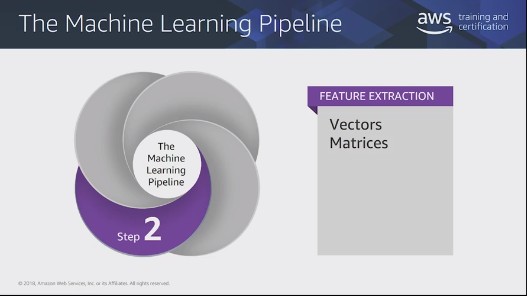 The Machine Learning Pipeline
aws training and
certification
The
Machine
Learning
Pipeline
Step 2
FEATURE EXTRACTION
Vectors
Matrices
© 2019, Amazon Web Services, Inc. or its Affiliates. All rights reserved.